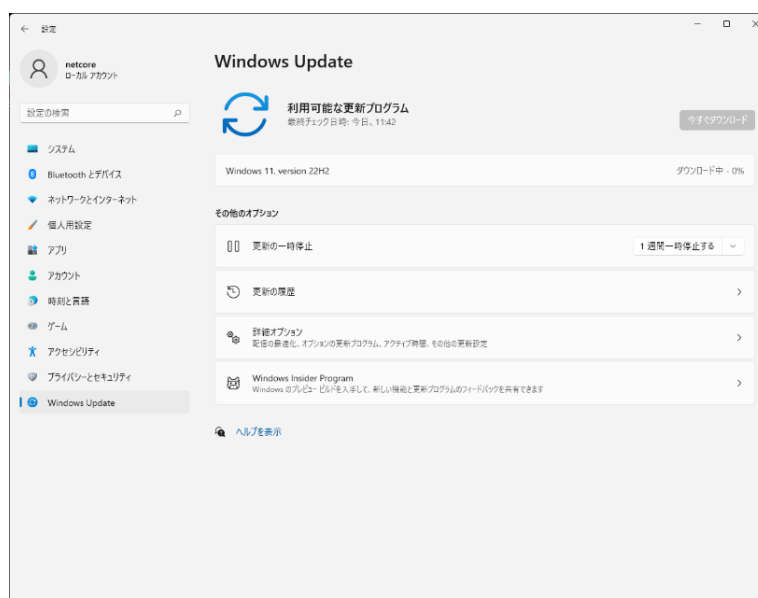 設定
netcore
ローカル アカウント
設定の検索
システム
Bluetooth とデバイス
ネットワークとインターネット
個人用設定
アプリ
アカウント
時刻と言語
ゲーム
アクセシビリティ
プライバシーとセキュリティ
Windows Update
Windows Update
利用可能な更新プログラム
最終チェック日時: 今日、11:42
今すぐダウンロード
Windows 11, version 22H2
ダウンロード中 - 0%
その他のオプション
更新の一時停止
1 週間一時停止する
更新の履歴
詳細オプション
配信の最適化、オプションの更新プログラム、アクティブ時間、その他の更新設定
Windows Insider Program
Windows のプレビュー ビルドを入手して、新しい機能と更新プログラムのフィードバックを共有できます
ヘルプを表示